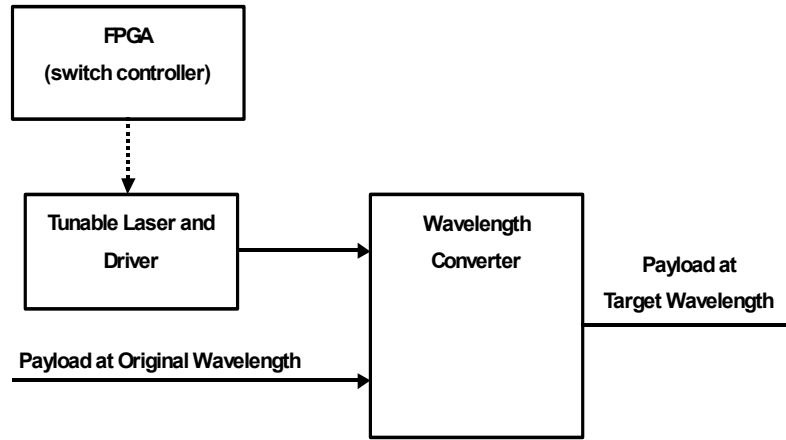 FPGA
(switch controller)
Tunable Laser and
Driver
Wavelength
Converter
Payload at
Target Wavelength
Payload at Original Wavelength